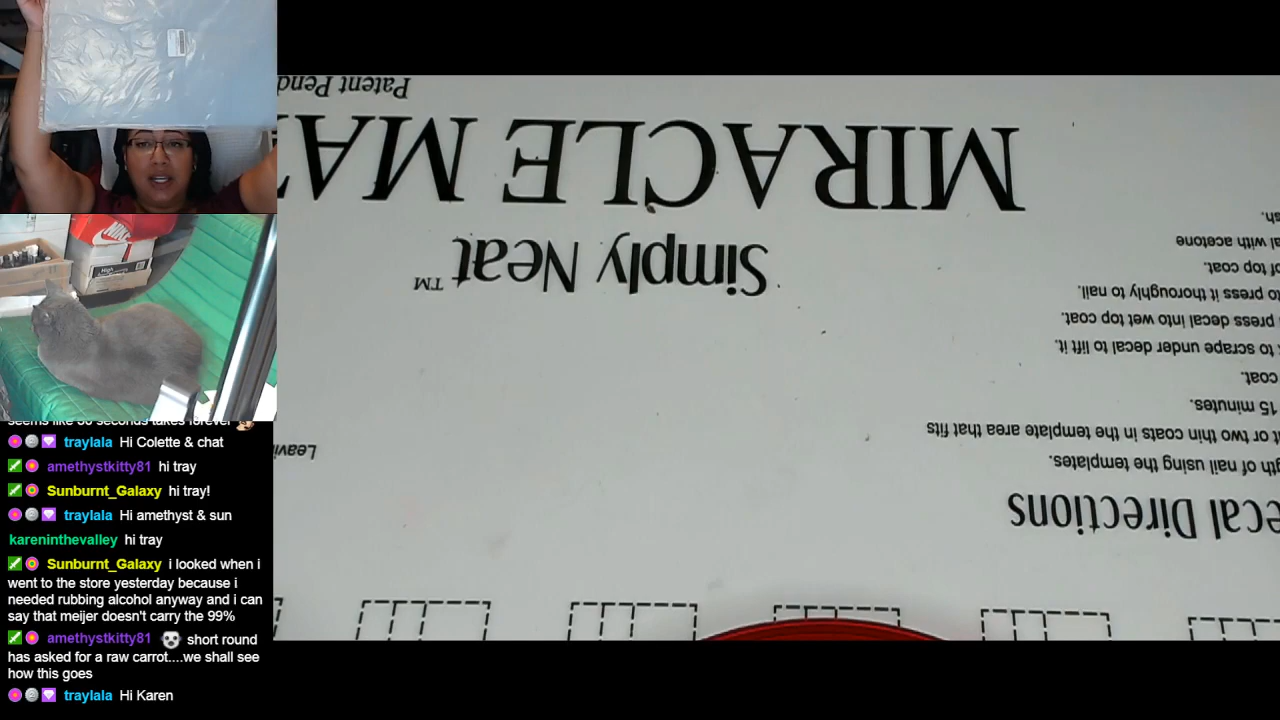 Patent Pend
MIRACLE MA
Simply Neat™
Leavi
sh.
al with acetone
of top coat.
to press it thoroughly to nail.
press decal into wet top coat.
to scrape under decal to lift it.
coat.
15 minutes.
t or two thin coats in the template area that fits
gth of nail using the templates.
ecal Directions
High
seems like 30 seconds takes forever
traylala Hi Colette & chat
amethystkitty81 hi tray
Sunburnt_Galaxy hi tray!
traylala Hi amethyst & sun
kareninthevalley hi tray
Sunburnt_Galaxy i looked when i
went to the store yesterday because i
needed rubbing alcohol anyway and i can
say that meijer doesn't carry the 99%
amethystkitty81 short round
has asked for a raw carrot....we shall see
how this goes
traylala Hi Karen